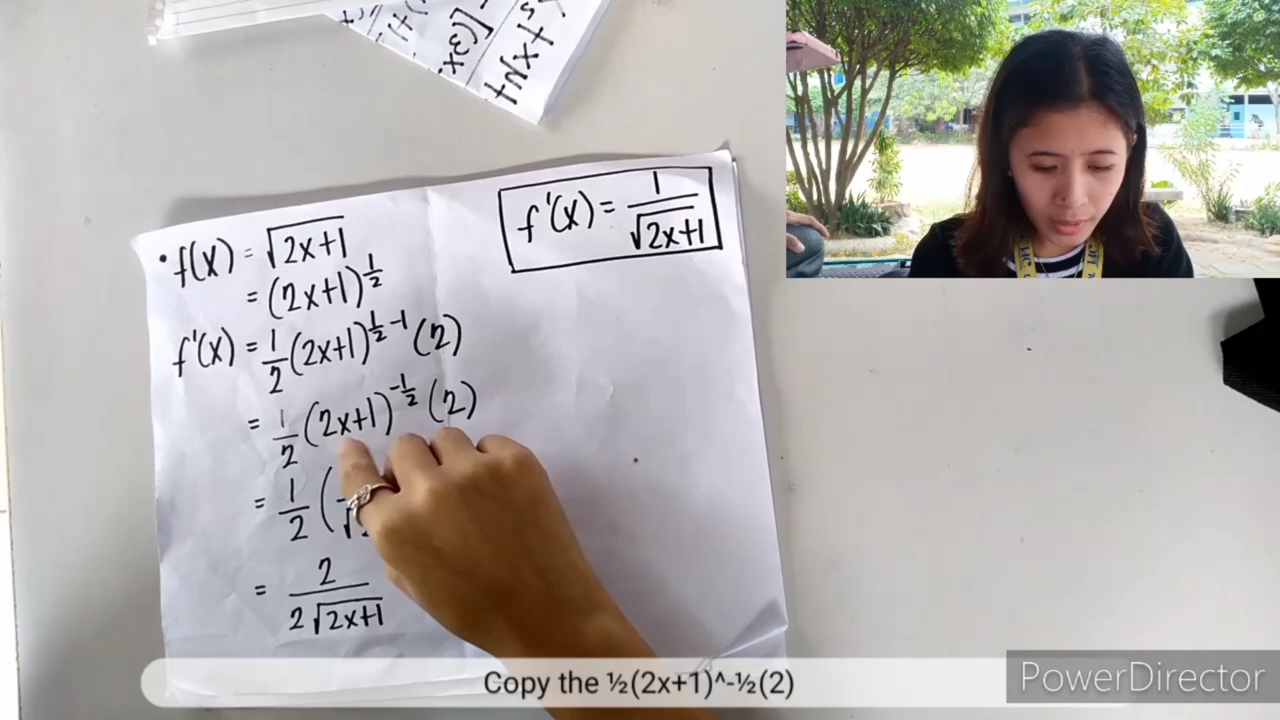 • f(x) = √2x+1
= (2x+1)^½
f'(x) = 1/2 (2x+1)^½-1 (2)
= 1/2 (2x+1)^-½ (2)
= 1/2 (
= 2/2√2x+1
f'(x) = 1/√2x+1
Copy the ½(2x+1)^-½(2)
PowerDirector